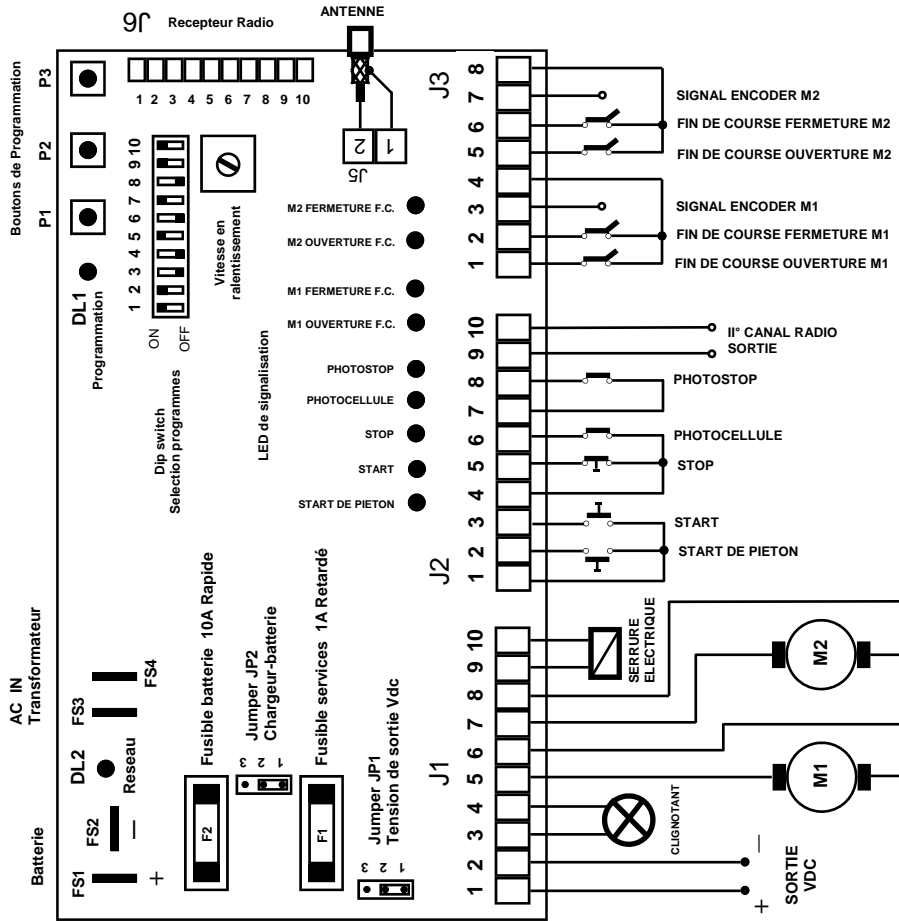 J6
Recepteur Radio
ANTENNE
1 2 3 4 5 6 7 8 9 10
Boutons de Programmation
P1
P2
P3
DL1
Programmation
1 2 3 4 5 6 7 8 9 10
ON
OFF
Dip switch
Selection programmes
Vitesse en
ralentissement
J5
2
1
LED de signalisation
M2 FERMETURE F.C.
M2 OUVERTURE F.C.
M1 FERMETURE F.C.
M1 OUVERTURE F.C.
PHOTOSTOP
PHOTOCELLULE
STOP
START
START DE PIETON
J3
8
7
6
5
4
3
2
1
SIGNAL ENCODER M2
FIN DE COURSE FERMETURE M2
FIN DE COURSE OUVERTURE M2
SIGNAL ENCODER M1
FIN DE COURSE FERMETURE M1
FIN DE COURSE OUVERTURE M1
J2
10
9
8
7
6
5
4
3
2
1
II° CANAL RADIO
SORTIE
PHOTOSTOP
PHOTOCELLULE
STOP
START
START DE PIETON
AC IN
Transformateur
FS4
FS3
DL2
Reseau
Batterie
FS2
–
FS1
+
Fusible batterie 10A Rapide
F2
Jumper JP2
Chargeur-batterie
3 2 1
Fusible services 1A Retardé
F1
Jumper JP1
Tension de sortie Vdc
3 2 1
J1
10
9
8
7
6
5
4
3
2
1
SERRURE
ELECTRIQUE
M2
M1
CLIGNOTANT
–
+
SORTIE
VDC